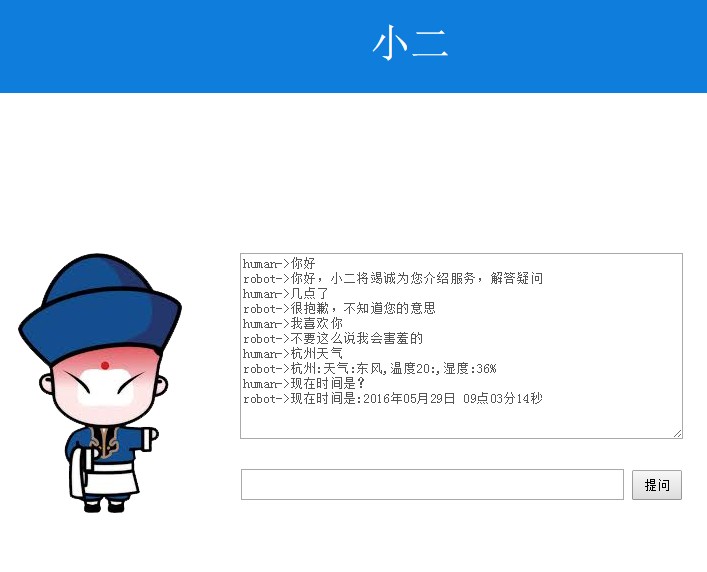 小二
human->你好
robot->你好，小二将竭诚为您介绍服务，解答疑问
human->几点了
robot->很抱歉，不知道您的意思
human->我喜欢你
robot->不要这么说我会害羞的
human->杭州天气
robot->杭州:天气:东风,温度20:,湿度:36%
human->现在时间是?
robot->现在时间是:2016年05月29日 09点03分14秒
提问